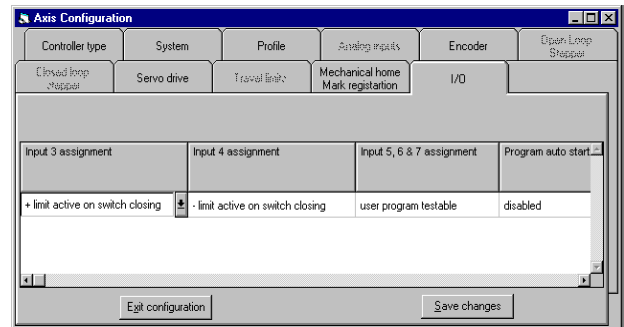 Axis Configuration
Controller type
System
Profile
Analog inputs
Encoder
Open Loop
Stepper
Closed loop
stepper
Servo drive
Travel limits
Mechanical home
Mark registartion
I/O
Input 3 assignment
Input 4 assignment
Input 5, 6 & 7 assignment
Program auto start
+ limit active on switch closing
- limit active on switch closing
user program testable
disabled
Exit configuration
Save changes